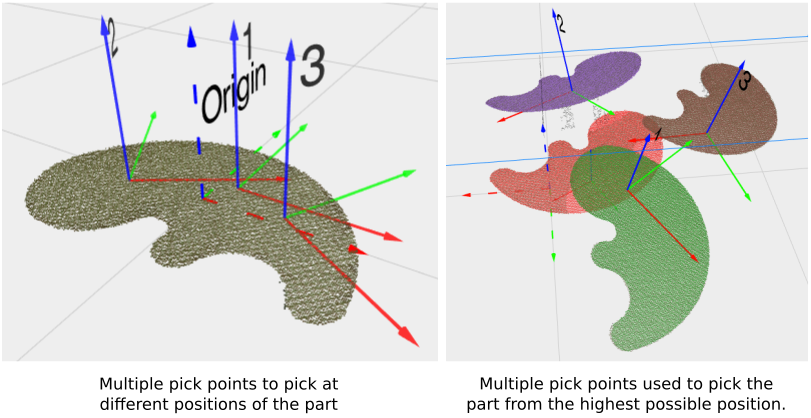 2
Origin
1
3
2
3
1
Multiple pick points to pick at
different positions of the part
Multiple pick points used to pick the
part from the highest possible position.